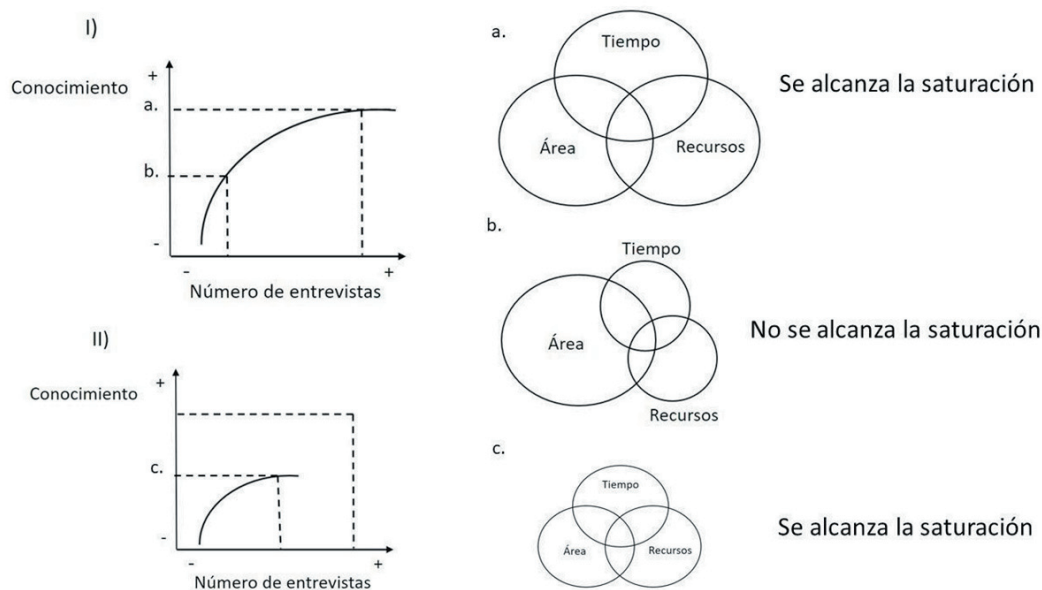 I)
Conocimiento
+
a.
b.
-
-
+
Número de entrevistas
II)
Conocimiento
+
c.
-
-
+
Número de entrevistas
a.
Tiempo
Área
Recursos
Se alcanza la saturación
b.
Tiempo
Área
Recursos
No se alcanza la saturación
c.
Tiempo
Área
Recursos
Se alcanza la saturación